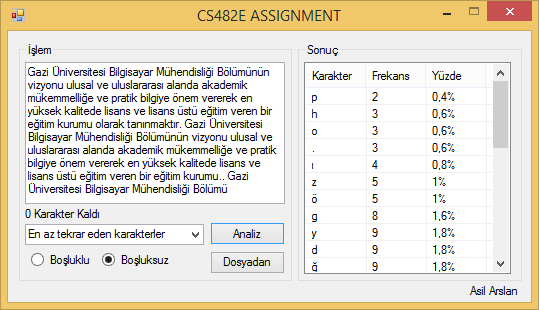 CS482E ASSIGNMENT
İşlem
Gazi Üniversitesi Bilgisayar Mühendisliği Bölümünün
vizyonu ulusal ve uluslararası alanda akademik
mükemmelliğe ve pratik bilgiye önem vererek en
yüksek kalitede lisans ve lisans üstü eğitim veren bir
eğitim kurumu olarak tanınmaktır. Gazi Üniversitesi
Bilgisayar Mühendisliği Bölümünün vizyonu ulusal ve
uluslararası alanda akademik mükemmelliğe ve pratik
bilgiye önem vererek en yüksek kalitede lisans ve
lisans üstü eğitim veren bir eğitim kurumu.. Gazi
Üniversitesi Bilgisayar Mühendisliği Bölümü
0 Karakter Kaldı
En az tekrar eden karakterler
Analiz
Boşluklu Boşluksuz
Dosyadan
Sonuç
Karakter Frekans Yüzde
p 2 0,4%
h 3 0,6%
o 3 0,6%
. 3 0,6%
ı 4 0,8%
z 5 1%
ö 5 1%
g 8 1,6%
y 9 1,8%
d 9 1,8%
ğ 9 1,8%
Asil Arslan